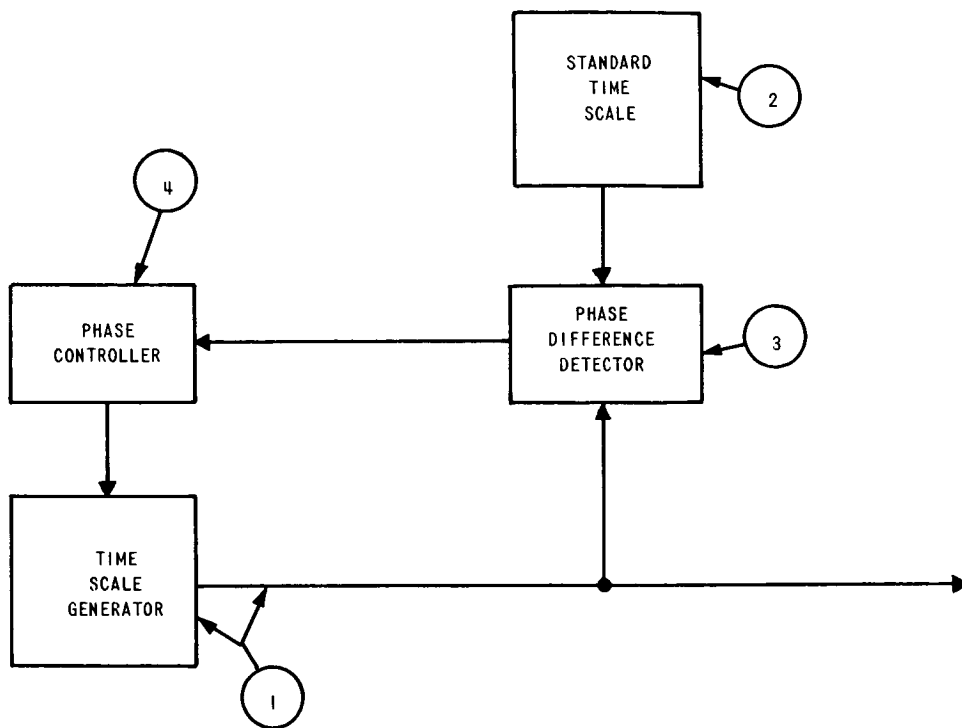 STANDARD
TIME
SCALE
2
4
PHASE
CONTROLLER
PHASE
DIFFERENCE
DETECTOR
3
TIME
SCALE
GENERATOR
1